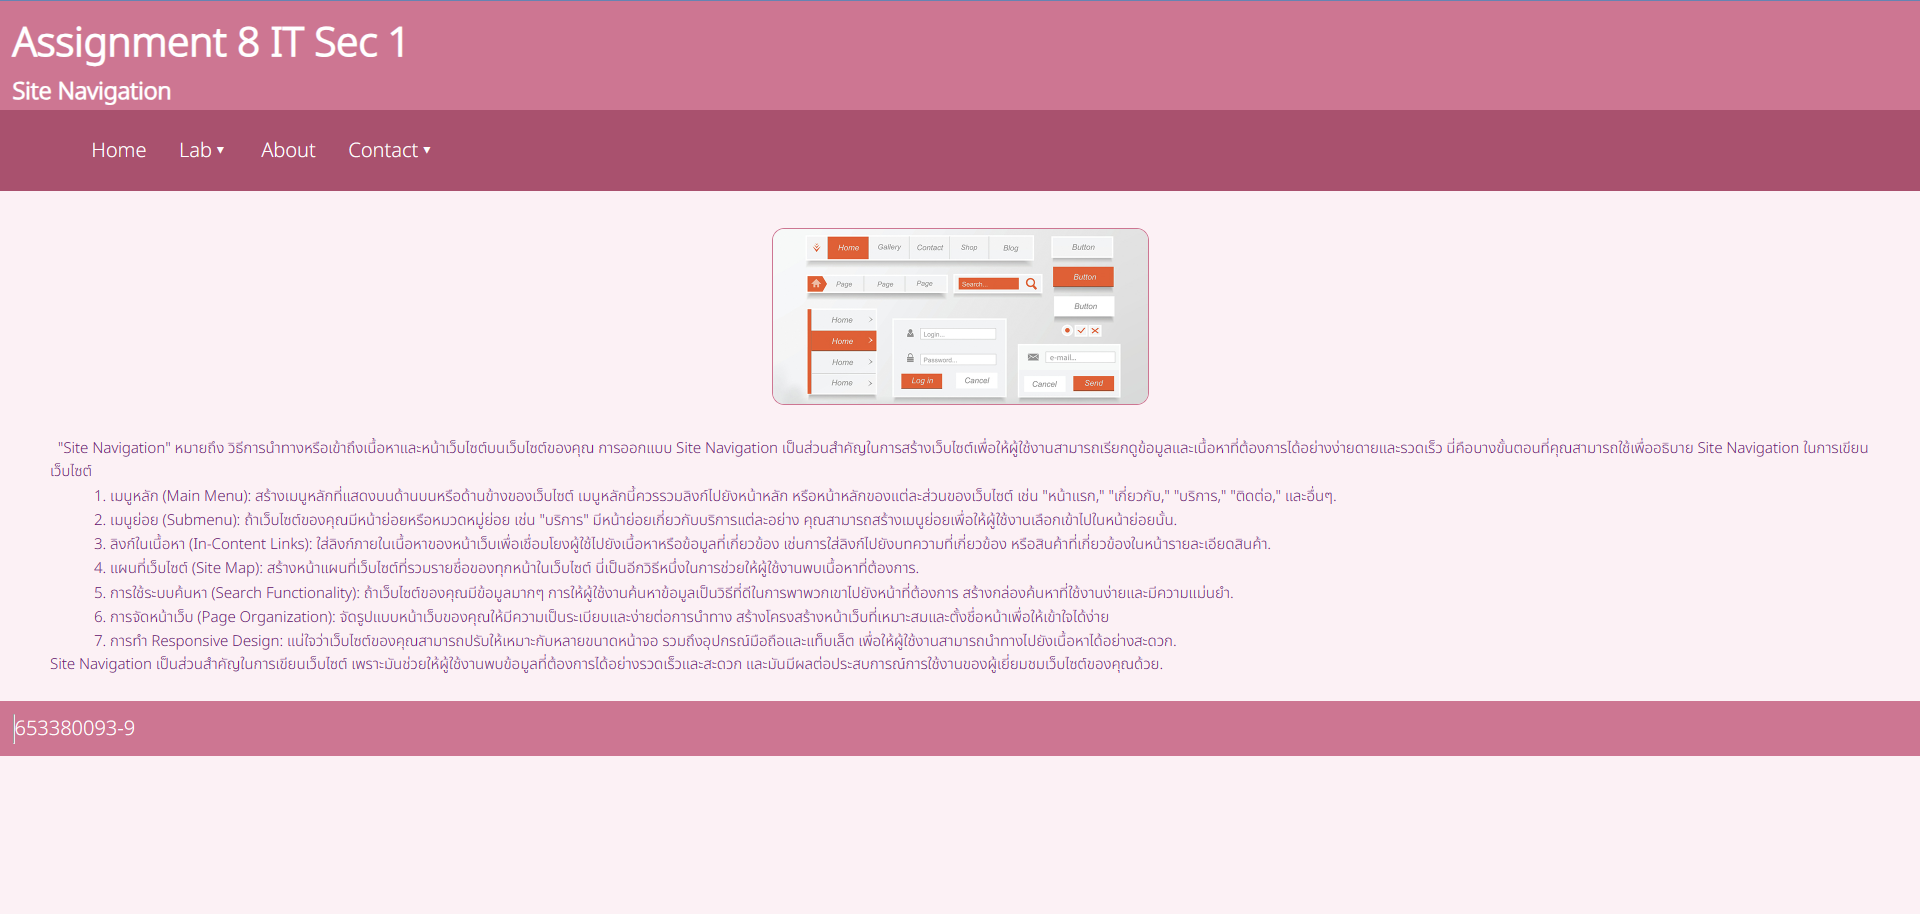 Assignment 8 IT Sec 1
Site Navigation
Home Lab ▾ About Contact ▾
Home Gallery Contact Shop Blog
Button
Page Page Page
Search...
Button
Button
Home
Home
Home
Home
Login...
Password...
Log in Cancel
e-mail...
Cancel Send
"Site Navigation" หมายถึง วิธีการนำทางหรือเข้าถึงเนื้อหาและหน้าเว็บไซต์บนเว็บไซต์ของคุณ การออกแบบ Site Navigation เป็นส่วนสำคัญในการสร้างเว็บไซต์เพื่อให้ผู้ใช้งานสามารถเรียกดูข้อมูลและเนื้อหาที่ต้องการได้อย่างง่ายดายและรวดเร็ว นี่คือบางขั้นตอนที่คุณสามารถใช้เพื่ออธิบาย Site Navigation ในการเขียน
เว็บไซต์
1. เมนูหลัก (Main Menu): สร้างเมนูหลักที่แสดงบนด้านบนหรือด้านข้างของเว็บไซต์ เมนูหลักนี้ควรรวมลิงก์ไปยังหน้าหลัก หรือหน้าหลักของแต่ละส่วนของเว็บไซต์ เช่น "หน้าแรก," "เกี่ยวกับ," "บริการ," "ติดต่อ," และอื่นๆ.
2. เมนูย่อย (Submenu): ถ้าเว็บไซต์ของคุณมีหน้าย่อยหรือหมวดหมู่ย่อย เช่น "บริการ" มีหน้าย่อยเกี่ยวกับบริการแต่ละอย่าง คุณสามารถสร้างเมนูย่อยเพื่อให้ผู้ใช้งานเลือกเข้าไปในหน้าย่อยนั้น.
3. ลิงก์ในเนื้อหา (In-Content Links): ใส่ลิงก์ภายในเนื้อหาของหน้าเว็บเพื่อเชื่อมโยงผู้ใช้ไปยังเนื้อหาหรือข้อมูลที่เกี่ยวข้อง เช่นการใส่ลิงก์ไปยังบทความที่เกี่ยวข้อง หรือสินค้าที่เกี่ยวข้องในหน้ารายละเอียดสินค้า.
4. แผนที่เว็บไซต์ (Site Map): สร้างหน้าแผนที่เว็บไซต์ที่รวมรายชื่อของทุกหน้าในเว็บไซต์ นี่เป็นอีกวิธีหนึ่งในการช่วยให้ผู้ใช้งานพบเนื้อหาที่ต้องการ.
5. การใช้ระบบค้นหา (Search Functionality): ถ้าเว็บไซต์ของคุณมีข้อมูลมากๆ การให้ผู้ใช้งานค้นหาข้อมูลเป็นวิธีที่ดีในการพาพวกเขาไปยังหน้าที่ต้องการ สร้างกล่องค้นหาที่ใช้งานง่ายและมีความแม่นยำ.
6. การจัดหน้าเว็บ (Page Organization): จัดรูปแบบหน้าเว็บของคุณให้มีความเป็นระเบียบและง่ายต่อการนำทาง สร้างโครงสร้างหน้าเว็บที่เหมาะสมและตั้งชื่อหน้าเพื่อให้เข้าใจได้ง่าย
7. การทำ Responsive Design: แน่ใจว่าเว็บไซต์ของคุณสามารถปรับให้เหมาะกับหลายขนาดหน้าจอ รวมถึงอุปกรณ์มือถือและแท็บเล็ต เพื่อให้ผู้ใช้งานสามารถนำทางไปยังเนื้อหาได้อย่างสะดวก.
Site Navigation เป็นส่วนสำคัญในการเขียนเว็บไซต์ เพราะมันช่วยให้ผู้ใช้งานพบข้อมูลที่ต้องการได้อย่างรวดเร็วและสะดวก และมันมีผลต่อประสบการณ์การใช้งานของผู้เยี่ยมชมเว็บไซต์ของคุณด้วย.
653380093-9